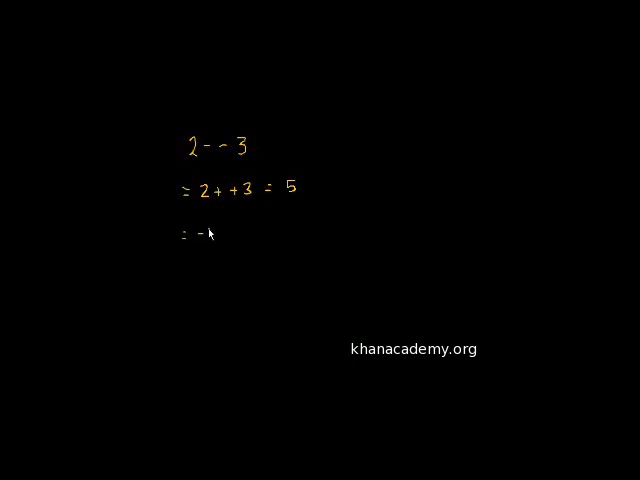 2 - - 3
= 2 + + 3 = 5
= -
khanacademy.org